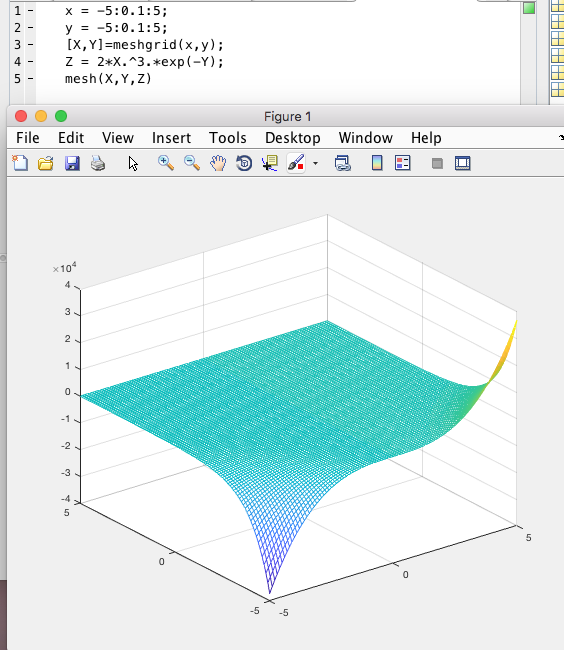 1 - x = -5:0.1:5;
2 - y = -5:0.1:5;
3 - [X,Y]=meshgrid(x,y);
4 - Z = 2*X.^3.*exp(-Y);
5 - mesh(X,Y,Z)
Figure 1
File Edit View Insert Tools Desktop Window Help
×10^4
4
3
2
1
0
-1
-2
-3
-4
5
0
-5
-5
0
5